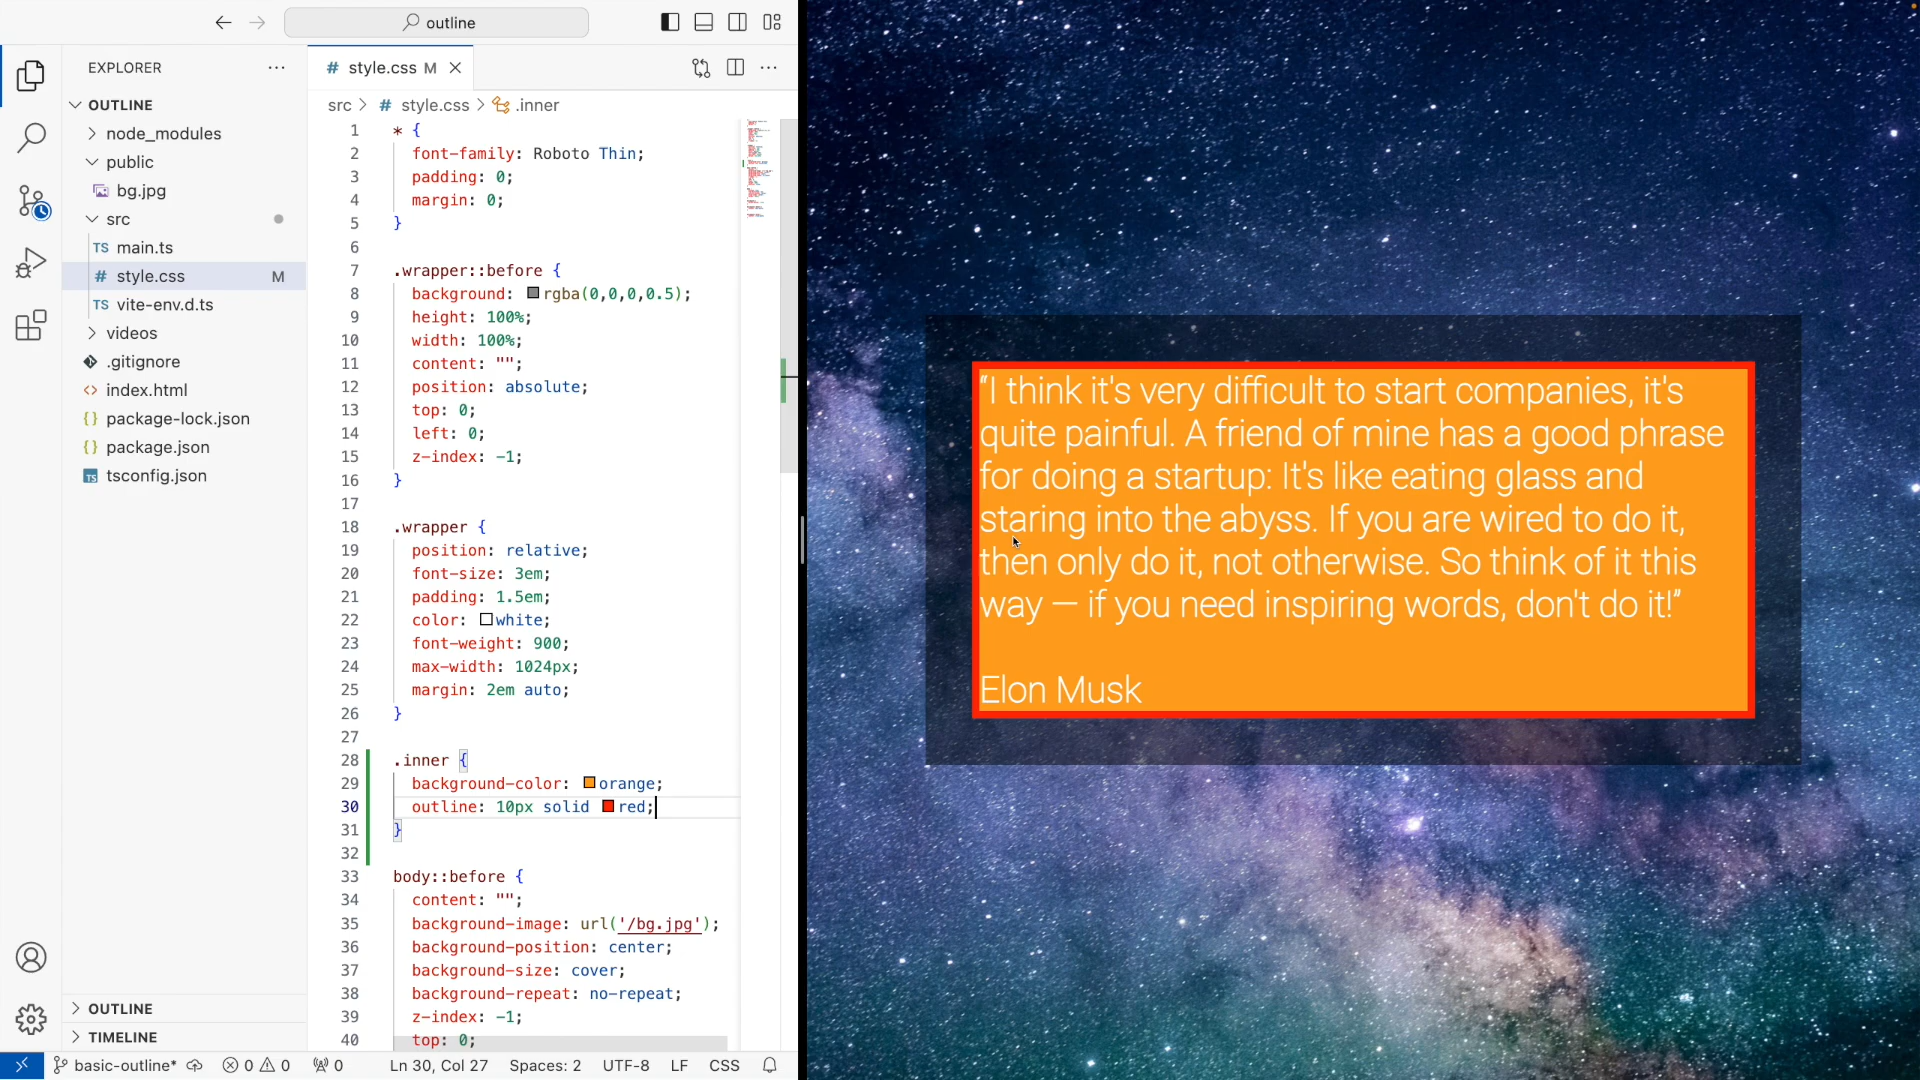 outline
EXPLORER
OUTLINE
node_modules
public
bg.jpg
src
TS main.ts
# style.css M
TS vite-env.d.ts
videos
.gitignore
<> index.html
{} package-lock.json
{} package.json
TS tsconfig.json
OUTLINE
TIMELINE
# style.css M
src > # style.css > .inner
1 * {
2 font-family: Roboto Thin;
3 padding: 0;
4 margin: 0;
5 }
6
7 .wrapper::before {
8 background: rgba(0,0,0,0.5);
9 height: 100%;
10 width: 100%;
11 content: "";
12 position: absolute;
13 top: 0;
14 left: 0;
15 z-index: -1;
16 }
17
18 .wrapper {
19 position: relative;
20 font-size: 3em;
21 padding: 1.5em;
22 color: white;
23 font-weight: 900;
24 max-width: 1024px;
25 margin: 2em auto;
26 }
27
28 .inner {
29 background-color: orange;
30 outline: 10px solid red;
31 }
32
33 body::before {
34 content: "";
35 background-image: url('/bg.jpg');
36 background-position: center;
37 background-size: cover;
38 background-repeat: no-repeat;
39 z-index: -1;
40 top: 0;
basic-outline* 0 0 0 Ln 30, Col 27 Spaces: 2 UTF-8 LF CSS
“I think it's very difficult to start companies, it's
quite painful. A friend of mine has a good phrase
for doing a startup: It's like eating glass and
staring into the abyss. If you are wired to do it,
then only do it, not otherwise. So think of it this
way — if you need inspiring words, don't do it!”
Elon Musk